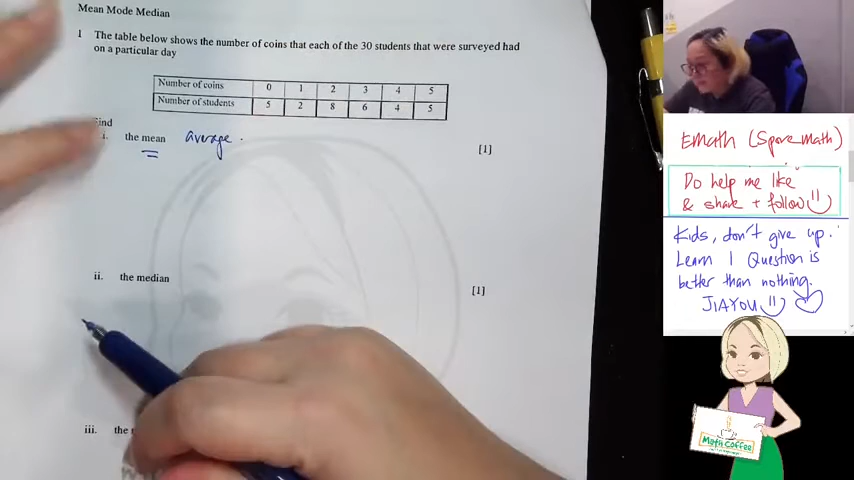 Mean Mode Median
1 The table below shows the number of coins that each of the 30 students that were surveyed had
on a particular day
Number of coins 0 1 2 3 4 5
Number of students 5 2 8 6 4 5
i. the mean average. [1]
ii. the median [1]
iii. the
Emath (Spore math)
Do help me like
& share + follow
Kids, don't give up.
Learn 1 Question is
better than nothing.
JIAYOU
Math Coffee